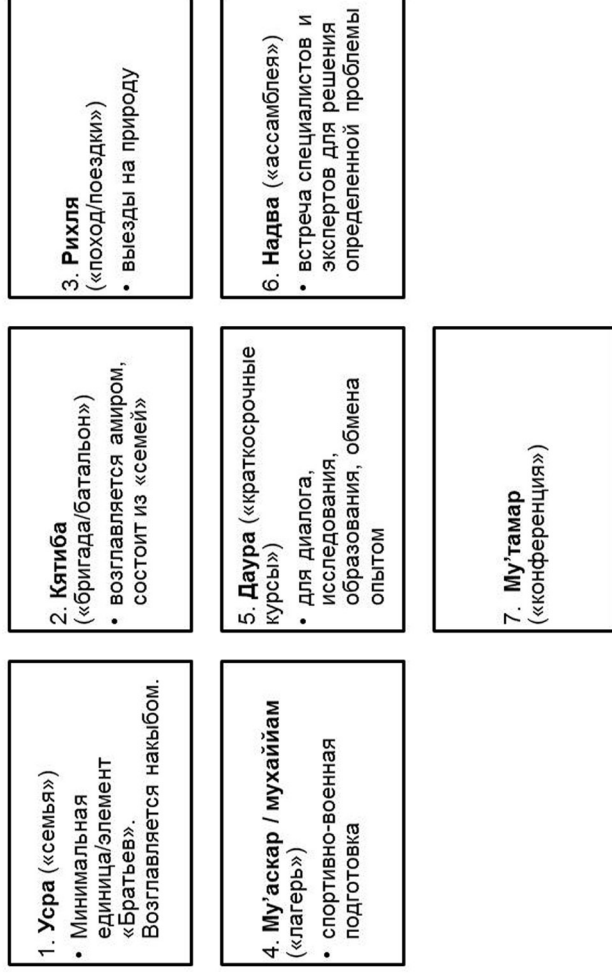 1. Усра («семья»)
• Минимальная
единица/элемент
«Братьев».
Возглавляется накыбом.
2. Кятиба
(«бригада/батальон»)
• возглавляется амиром,
состоит из «семей»
3. Рихля
(«поход/поездки»)
• выезды на природу
4. Му’аскар / мухаййам
(«лагерь»)
• спортивно-военная
подготовка
5. Даура («краткосрочные
курсы»)
• для диалога,
исследования,
образования, обмена
опытом
6. Надва («ассамблея»)
• встреча специалистов и
экспертов для решения
определенной проблемы
7. Му’тамар
(«конференция»)